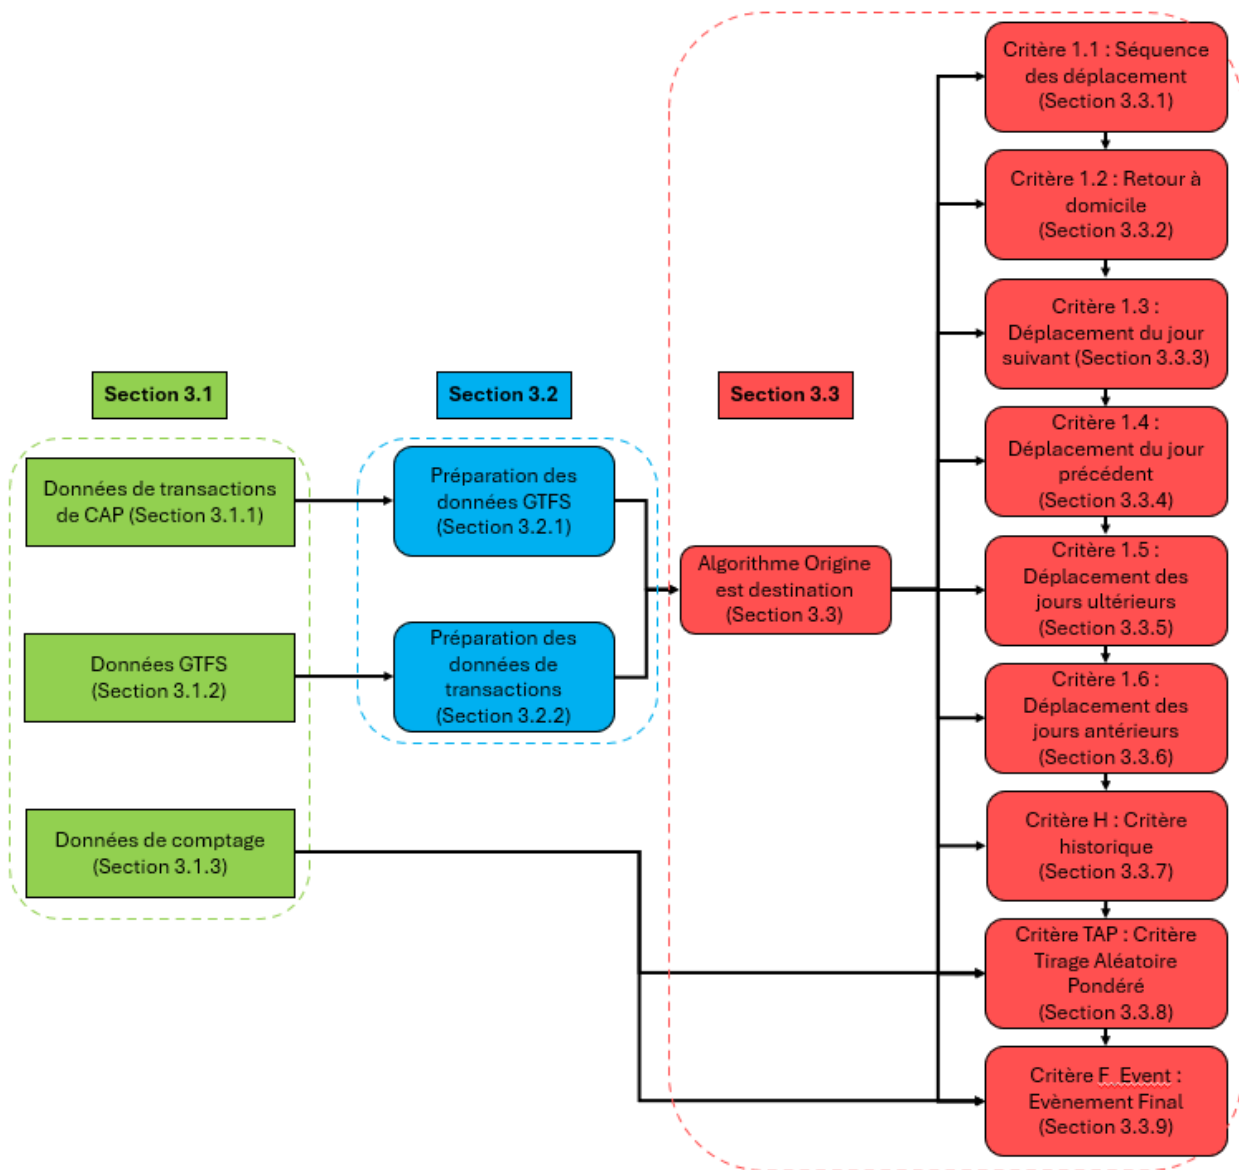 Section 3.1
Données de transactions
de CAP (Section 3.1.1)
Données GTFS
(Section 3.1.2)
Données de comptage
(Section 3.1.3)
Section 3.2
Préparation des
données GTFS
(Section 3.2.1)
Préparation des
données de
transactions
(Section 3.2.2)
Section 3.3
Algorithme Origine
est destination
(Section 3.3)
Critère 1.1 : Séquence
des déplacement
(Section 3.3.1)
Critère 1.2 : Retour à
domicile
(Section 3.3.2)
Critère 1.3 :
Déplacement du jour
suivant (Section 3.3.3)
Critère 1.4 :
Déplacement du jour
précédent
(Section 3.3.4)
Critère 1.5 :
Déplacement des
jours ultérieurs
(Section 3.3.5)
Critère 1.6 :
Déplacement des
jours antérieurs
(Section 3.3.6)
Critère H : Critère
historique
(Section 3.3.7)
Critère TAP : Critère
Tirage Aléatoire
Pondéré
(Section 3.3.8)
Critère F_Event :
Evènement Final
(Section 3.3.9)